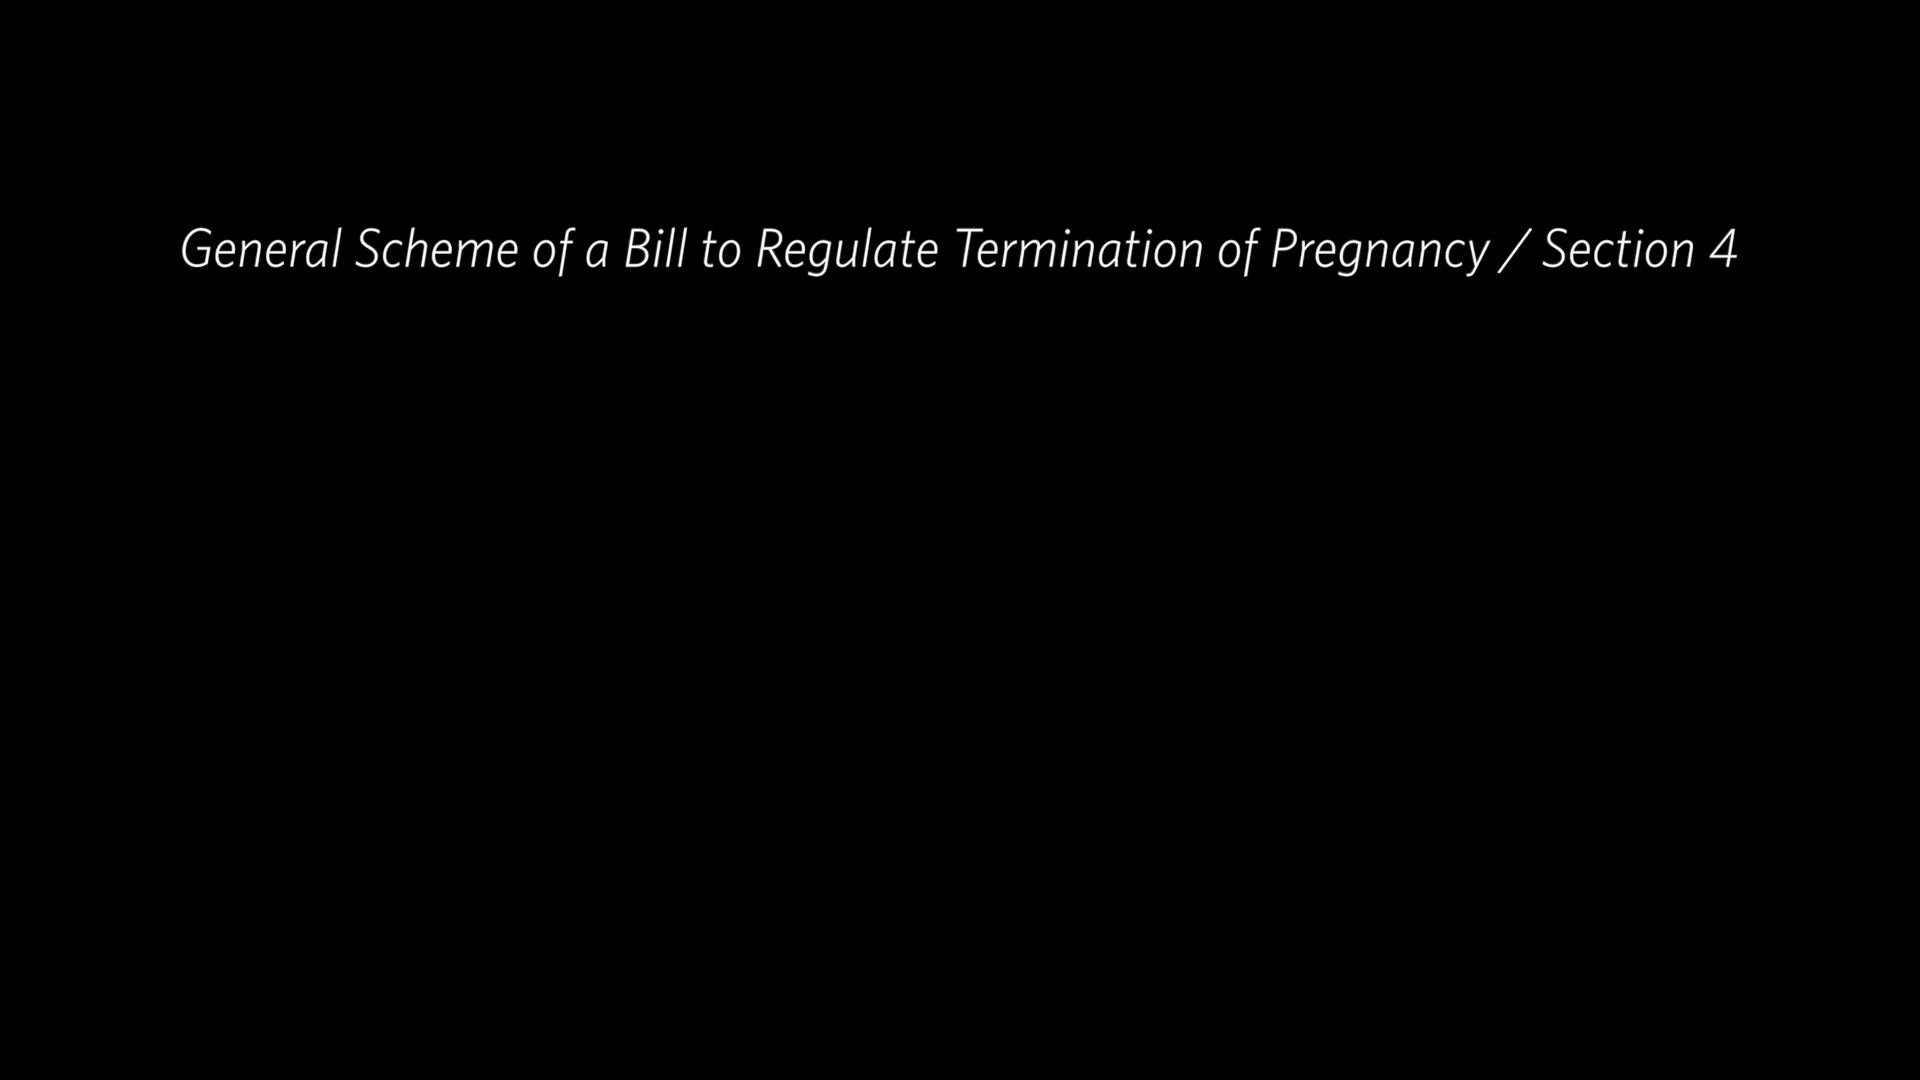 General Scheme of a Bill to Regulate Termination of Pregnancy / Section 4